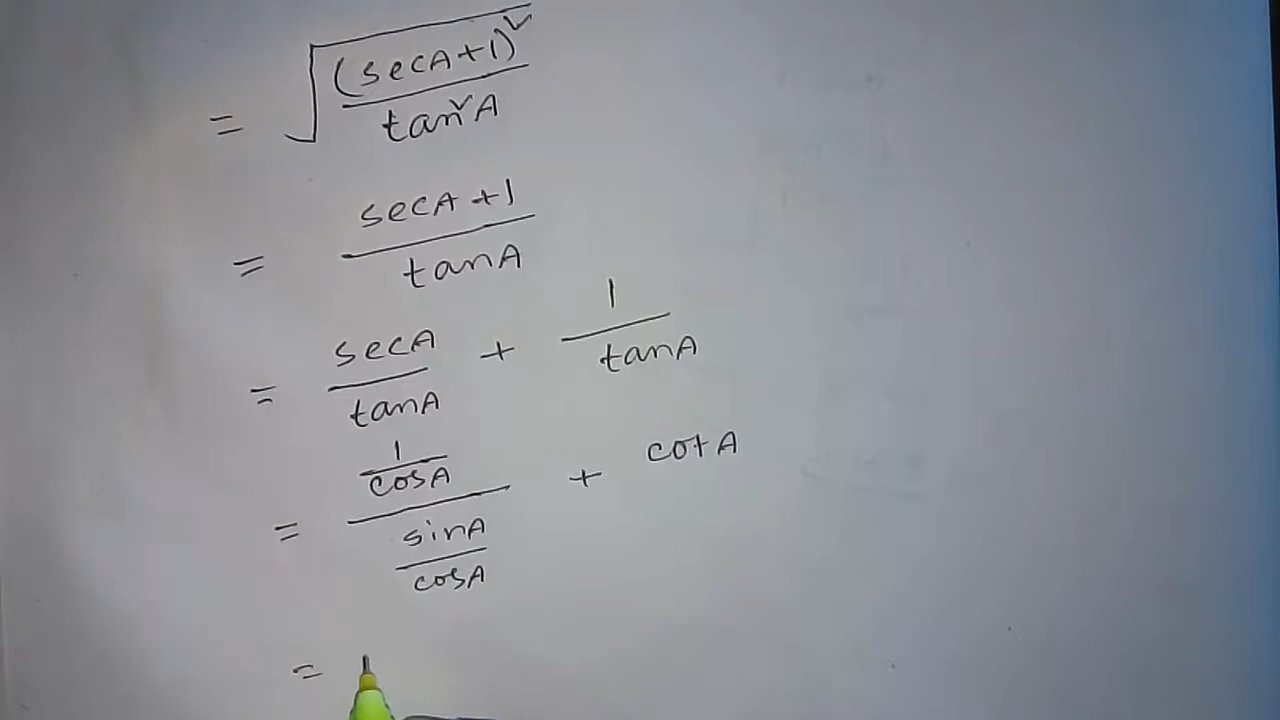 = √((secA+1)²/tan²A)
= secA+1/tanA
= secA/tanA + 1/tanA
= (1/cosA)/(sinA/cosA) + cotA
=